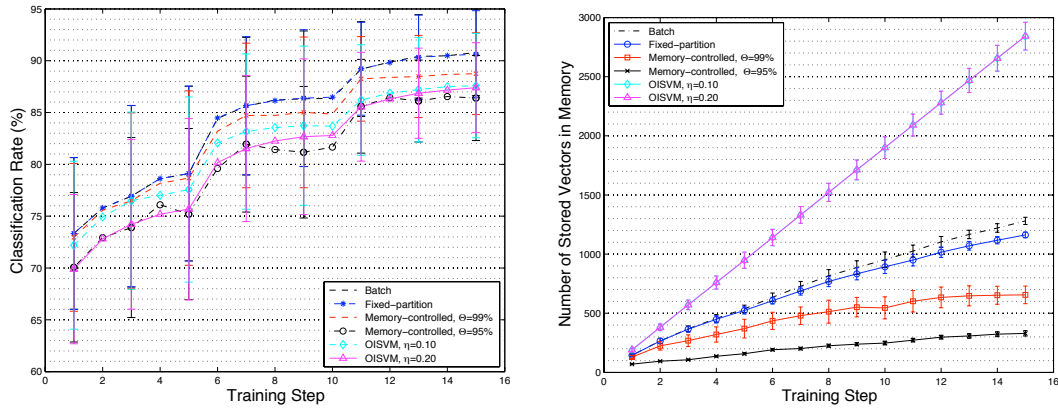 95
90
85
80
75
70
65
60
Classification Rate (%)
0
2
4
6
8
10
12
14
16
Training Step
Batch
Fixed−partition
Memory−controlled, Θ=99%
Memory−controlled, Θ=95%
OISVM, η=0.10
OISVM, η=0.20
3000
2500
2000
1500
1000
500
0
Number of Stored Vectors in Memory
0
2
4
6
8
10
12
14
16
Training Step
Batch
Fixed−partition
Memory−controlled, Θ=99%
Memory−controlled, Θ=95%
OISVM, η=0.10
OISVM, η=0.20